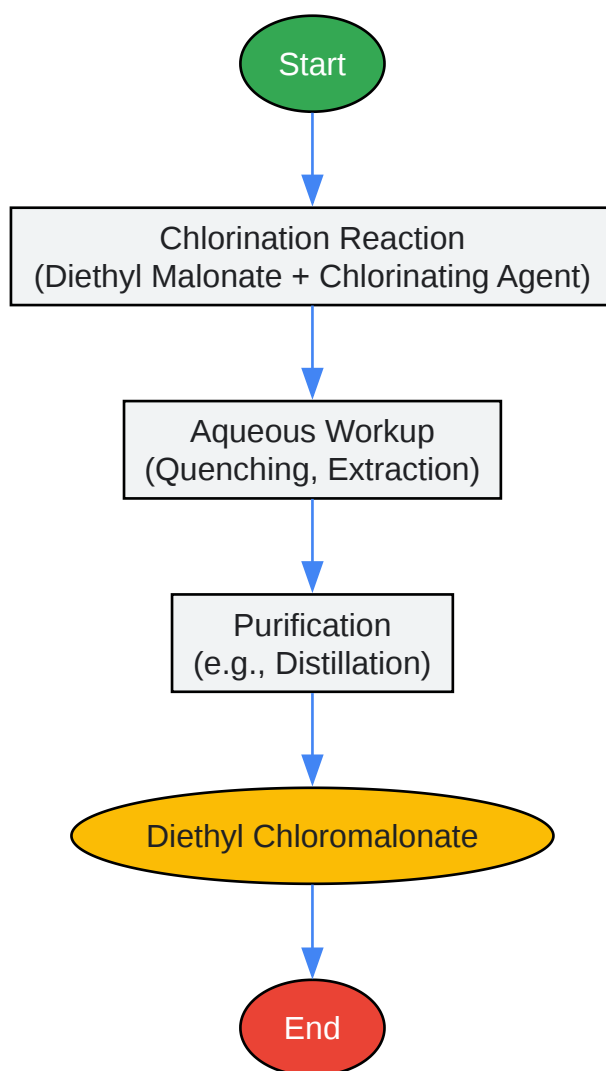 Start
Chlorination Reaction
(Diethyl Malonate + Chlorinating Agent)
Aqueous Workup
(Quenching, Extraction)
Purification
(e.g., Distillation)
Diethyl Chloromalonate
End